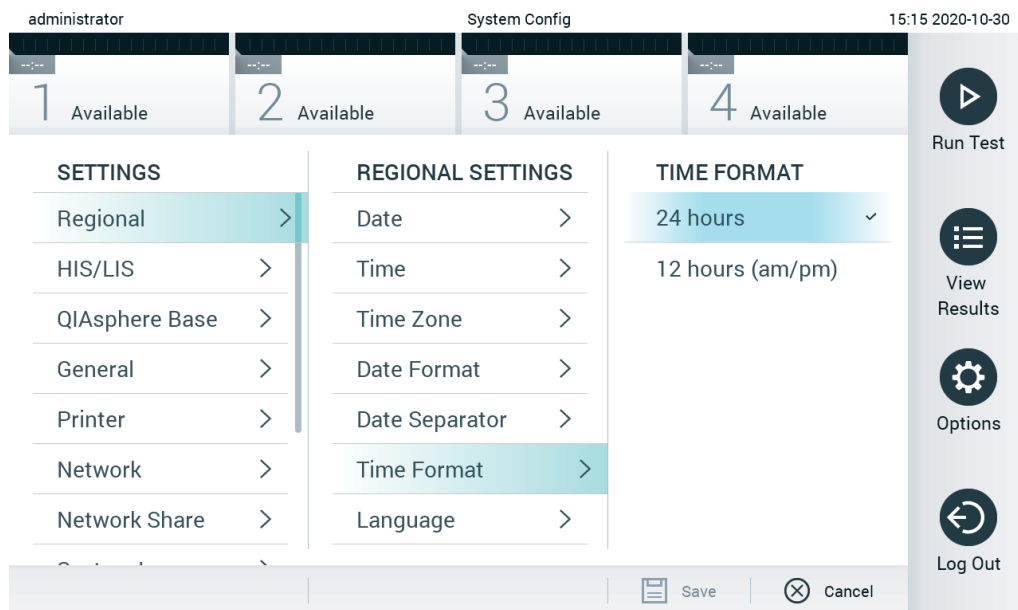 administrator
System Config
15:15 2020-10-30
--:--
--:--
--:--
--:--
1 Available
2 Available
3 Available
4 Available
Run Test
SETTINGS
Regional
HIS/LIS
QIAsphere Base
General
Printer
Network
Network Share
REGIONAL SETTINGS
Date
Time
Time Zone
Date Format
Date Separator
Time Format
Language
TIME FORMAT
24 hours
12 hours (am/pm)
View
Results
Options
Log Out
Save
Cancel